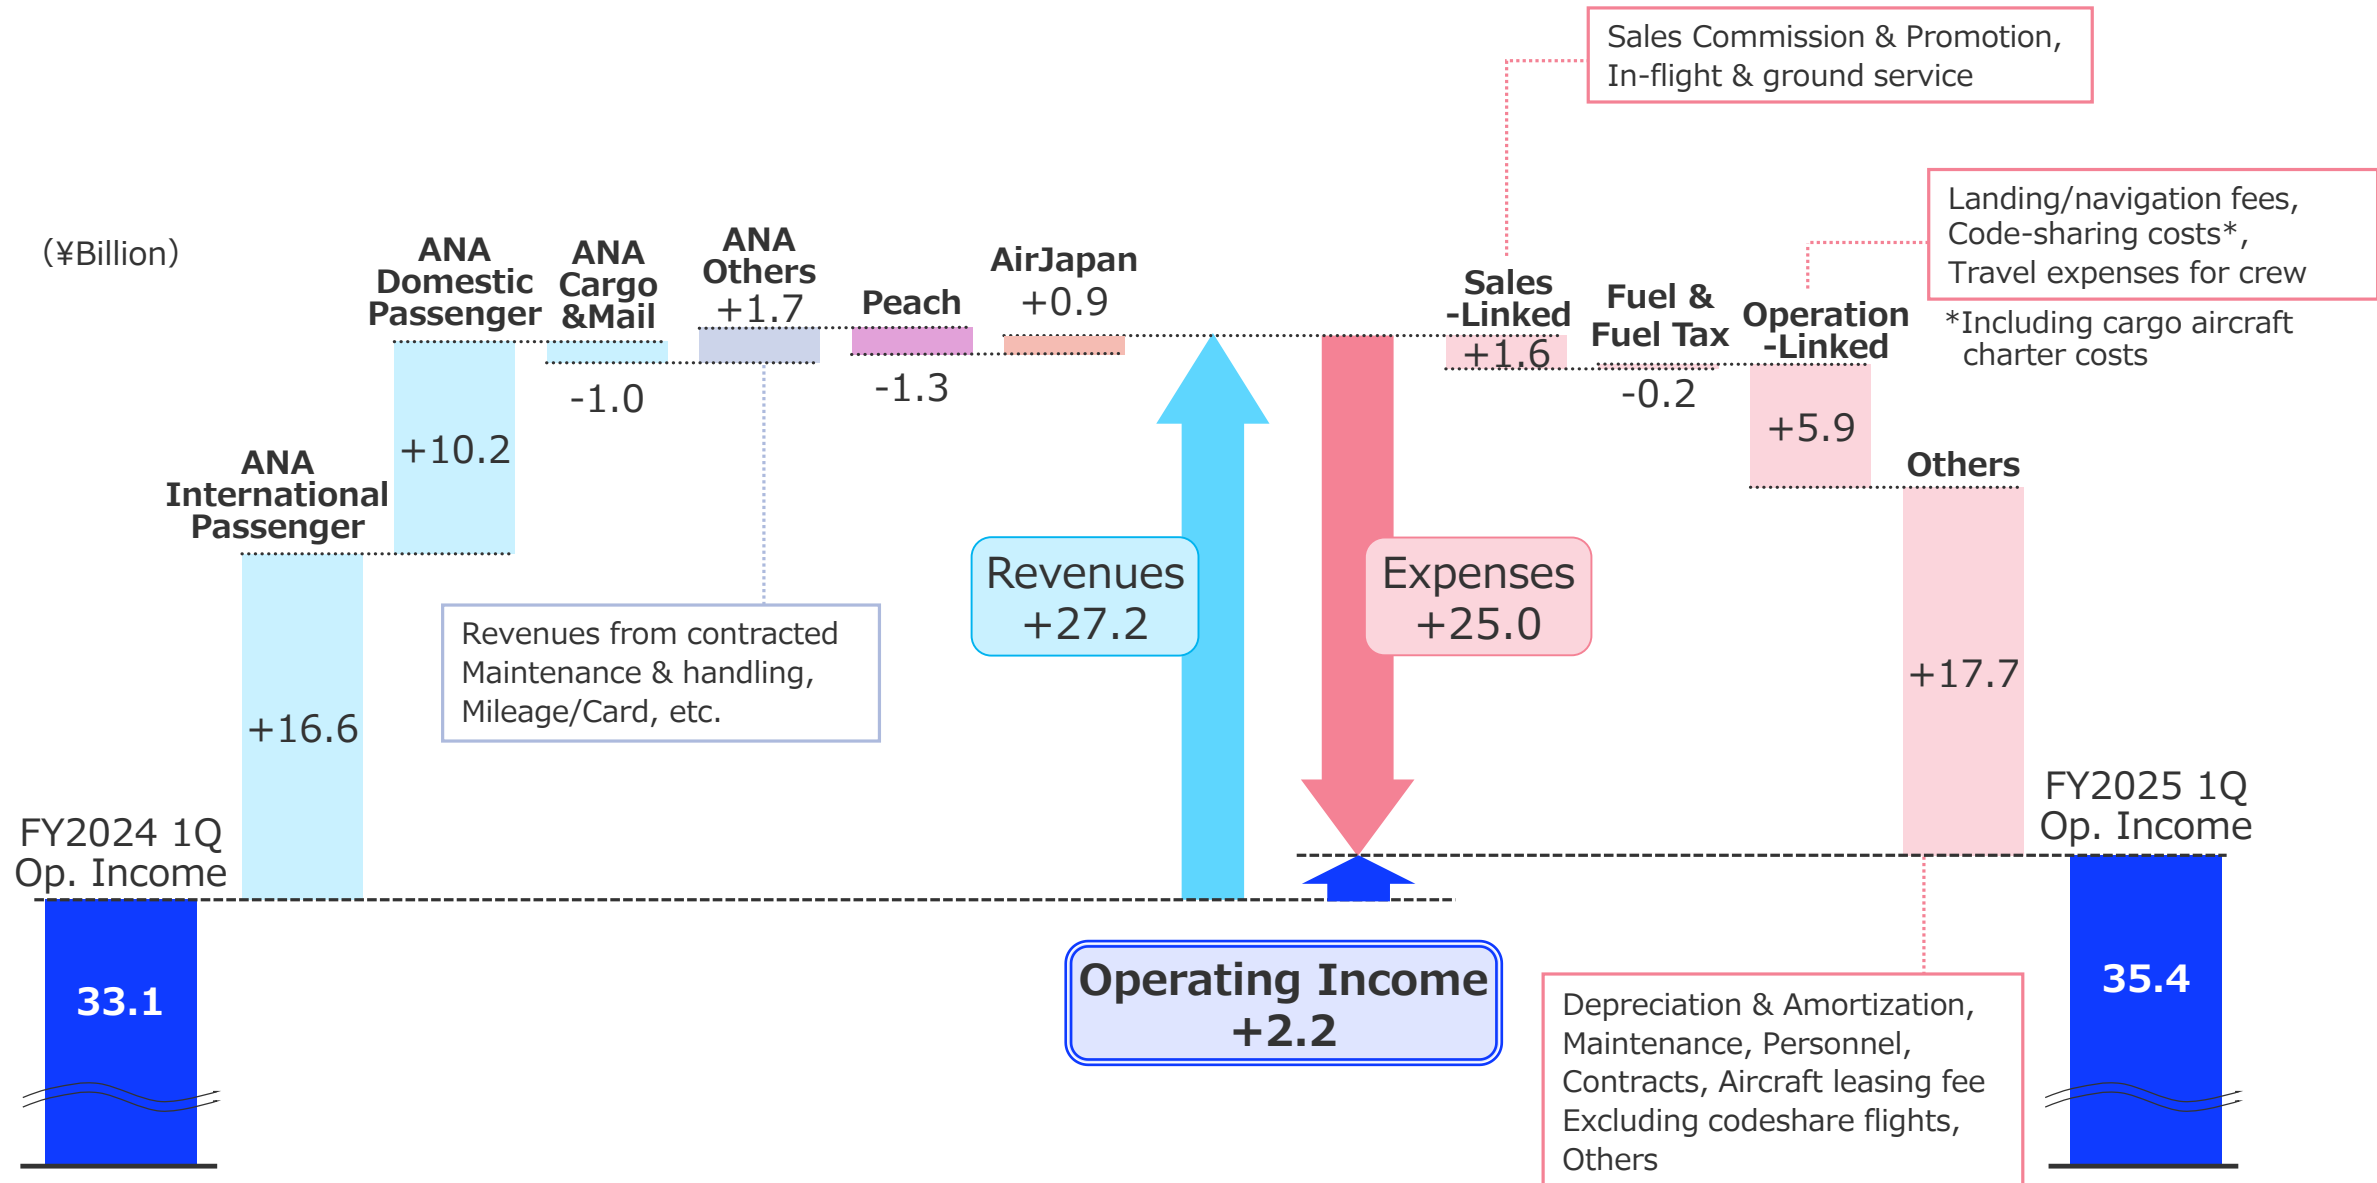 (¥Billion)
FY2024 1Q
Op. Income
33.1
ANA
International
Passenger
+16.6
ANA
Domestic
Passenger
+10.2
ANA
Cargo
&Mail
-1.0
ANA
Others
+1.7
Revenues from contracted
Maintenance & handling,
Mileage/Card, etc.
Peach
-1.3
AirJapan
+0.9
Revenues
+27.2
Expenses
+25.0
Operating Income
+2.2
Sales Commission & Promotion,
In-flight & ground service
Sales
-Linked
+1.6
Fuel &
Fuel Tax
-0.2
Landing/navigation fees,
Code-sharing costs*,
Travel expenses for crew
*Including cargo aircraft
charter costs
Operation
-Linked
+5.9
Others
+17.7
Depreciation & Amortization,
Maintenance, Personnel,
Contracts, Aircraft leasing fee
Excluding codeshare flights,
Others
FY2025 1Q
Op. Income
35.4